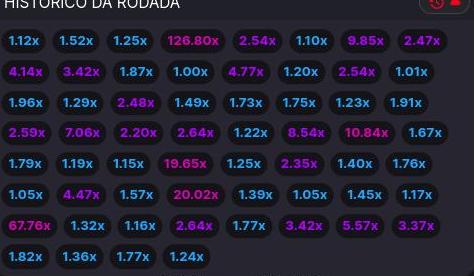 HISTÓRICO DA RODADA
1.12x 1.52x 1.25x 126.80x 2.54x 1.10x 9.85x 2.47x
4.14x 3.42x 1.87x 1.00x 4.77x 1.20x 2.54x 1.01x
1.96x 1.29x 2.48x 1.49x 1.73x 1.75x 1.23x 1.91x
2.59x 7.06x 2.20x 2.64x 1.22x 8.54x 10.84x 1.67x
1.79x 1.19x 1.15x 19.65x 1.25x 2.35x 1.40x 1.76x
1.05x 4.47x 1.57x 20.02x 1.39x 1.05x 1.45x 1.17x
67.76x 1.32x 1.16x 2.64x 1.77x 3.42x 5.57x 3.37x
1.82x 1.36x 1.77x 1.24x